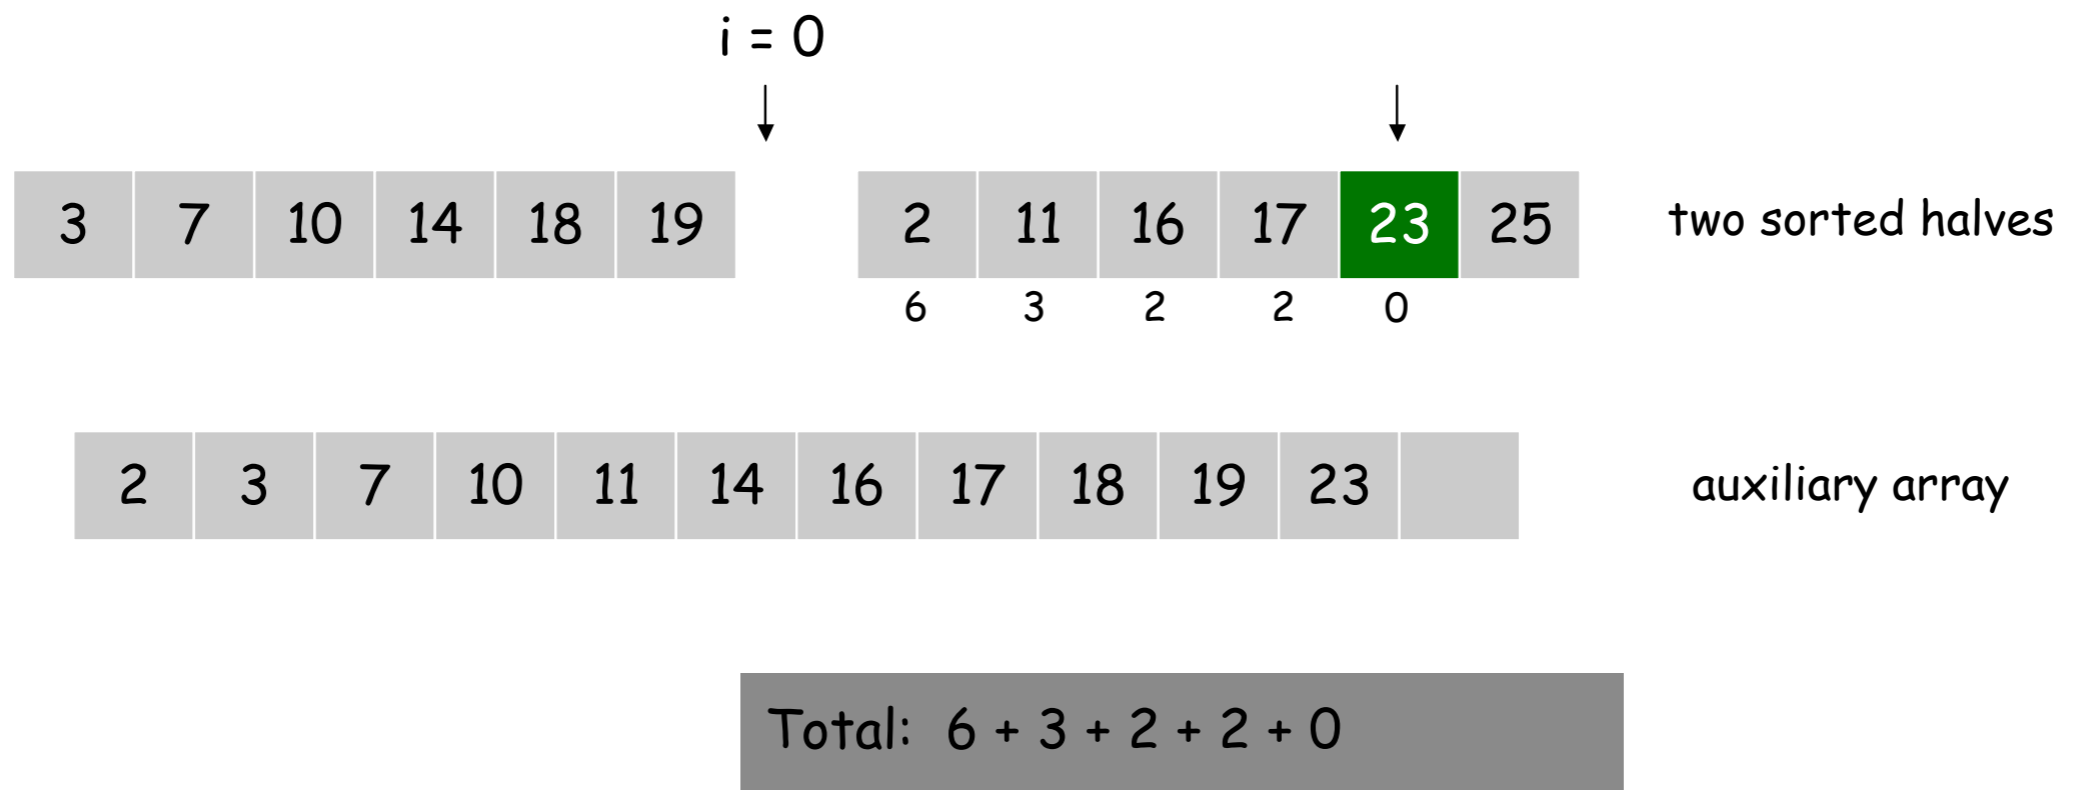 i = 0
3 7 10 14 18 19 2 11 16 17 23 25 two sorted halves
6 3 2 2 0
2 3 7 10 11 14 16 17 18 19 23 auxiliary array
Total: 6 + 3 + 2 + 2 + 0